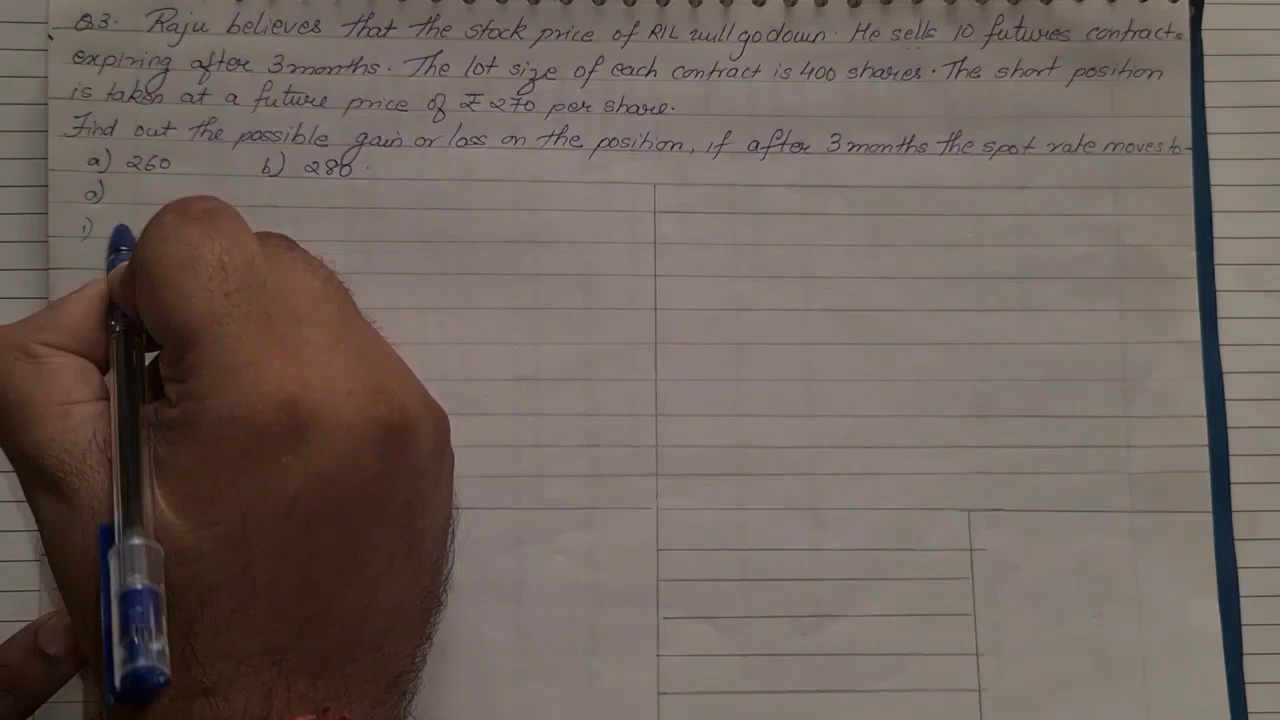 Q3. Raju believes that the stock price of RIL will go down. He sells 10 futures contracts
expiring after 3 months. The lot size of each contract is 400 shares. The short position
is taken at a future price of ₹ 270 per share.
Find out the possible gain or loss on the position, if after 3 months the spot rate moves to-
a) 260 b) 280.
a)
1)